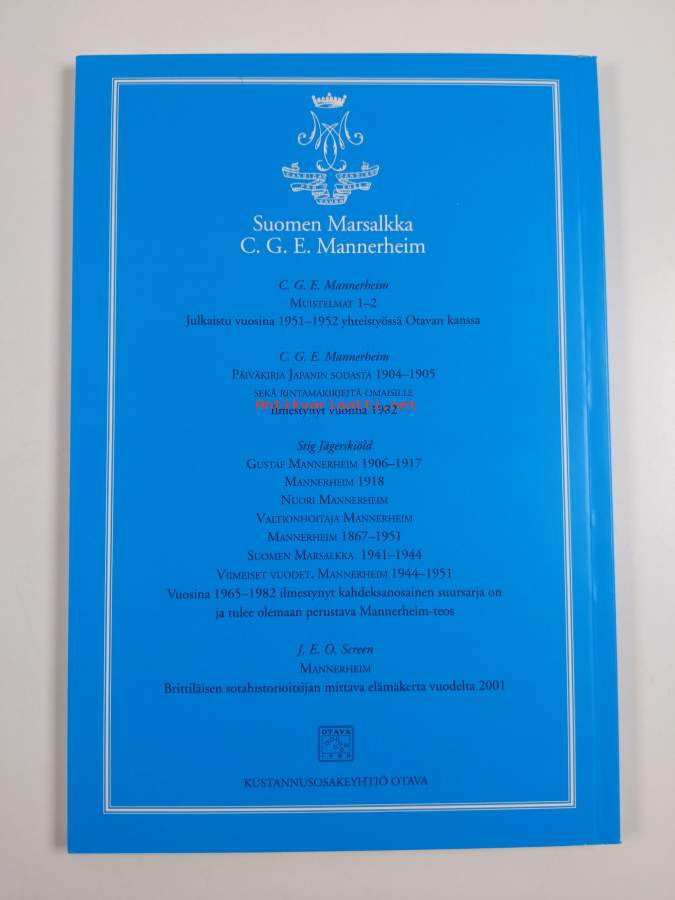 Suomen Marsalkka
C. G. E. Mannerheim
C. G. E. Mannerheim
Muistelmat 1–2
Julkaistu vuosina 1951–1952 yhteistyössä Otavan kanssa
C. G. E. Mannerheim
Päiväkirja Japanin sodasta 1904–1905
sekä rintamakirjeitä omaisille
Antikvariaatti.net
Ilmestynyt vuonna 1982
Stig Jägerskiöld
Gustaf Mannerheim 1906–1917
Mannerheim 1918
Nuori Mannerheim
Valtionhoitaja Mannerheim
Mannerheim 1867–1951
Suomen Marsalkka 1941–1944
Viimeiset vuodet. Mannerheim 1944–1951
Vuosina 1965–1982 ilmestynyt kahdeksanosainen suursarja on
ja tulee olemaan perustava Mannerheim-teos
J. E. O. Screen
Mannerheim
Brittiläisen sotahistorioitsijan mittava elämäkerta vuodelta 2001
OTAVA
1890
KUSTANNUSOSAKEYHTIÖ OTAVA